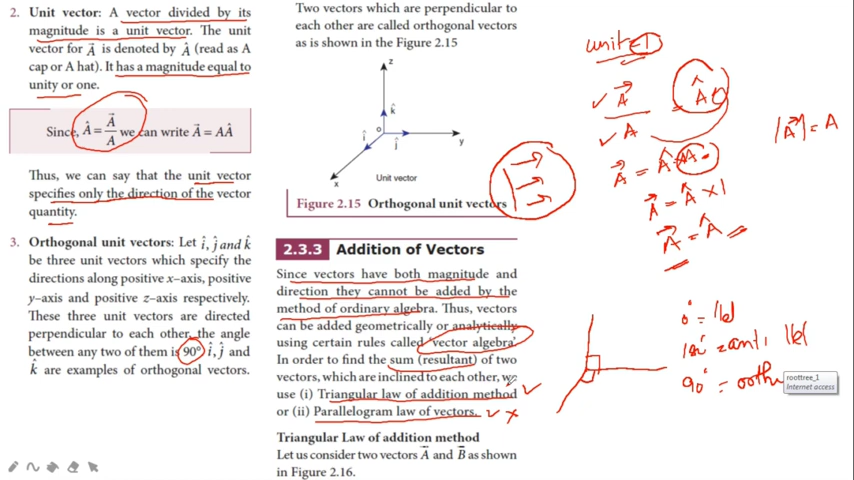 2. Unit vector: A vector divided by its
magnitude is a unit vector. The unit
vector for A⃗ is denoted by Â (read as A
cap or A hat). It has a magnitude equal to
unity or one.
Since, Â = A⃗/A we can write A⃗ = AÂ
Thus, we can say that the unit vector
specifies only the direction of the vector
quantity.
3. Orthogonal unit vectors: Let î, ĵ and k̂
be three unit vectors which specify the
directions along positive x-axis, positive
y-axis and positive z-axis respectively.
These three unit vectors are directed
perpendicular to each other, the angle
between any two of them is 90° î, ĵ and
k̂ are examples of orthogonal vectors.
Two vectors which are perpendicular to
each other are called orthogonal vectors
as is shown in the Figure 2.15
z
k̂
î
o
ĵ
y
x
Unit vector
Figure 2.15 Orthogonal unit vectors
2.3.3 Addition of Vectors
Since vectors have both magnitude and
direction they cannot be added by the
method of ordinary algebra. Thus, vectors
can be added geometrically or analytically
using certain rules called 'vector algebra'.
In order to find the sum (resultant) of two
vectors, which are inclined to each other, we
use (i) Triangular law of addition method
or (ii) Parallelogram law of vectors.
Triangular Law of addition method
Let us consider two vectors A⃗ and B⃗ as shown
in Figure 2.16.
unit = 1
A⃗/A = Â
|A⃗| = A
A⃗ = Â
A⃗ = Â × 1
A⃗ = Â
0° = lel
180° = anti lel
90° =
roottree_1
Internet access